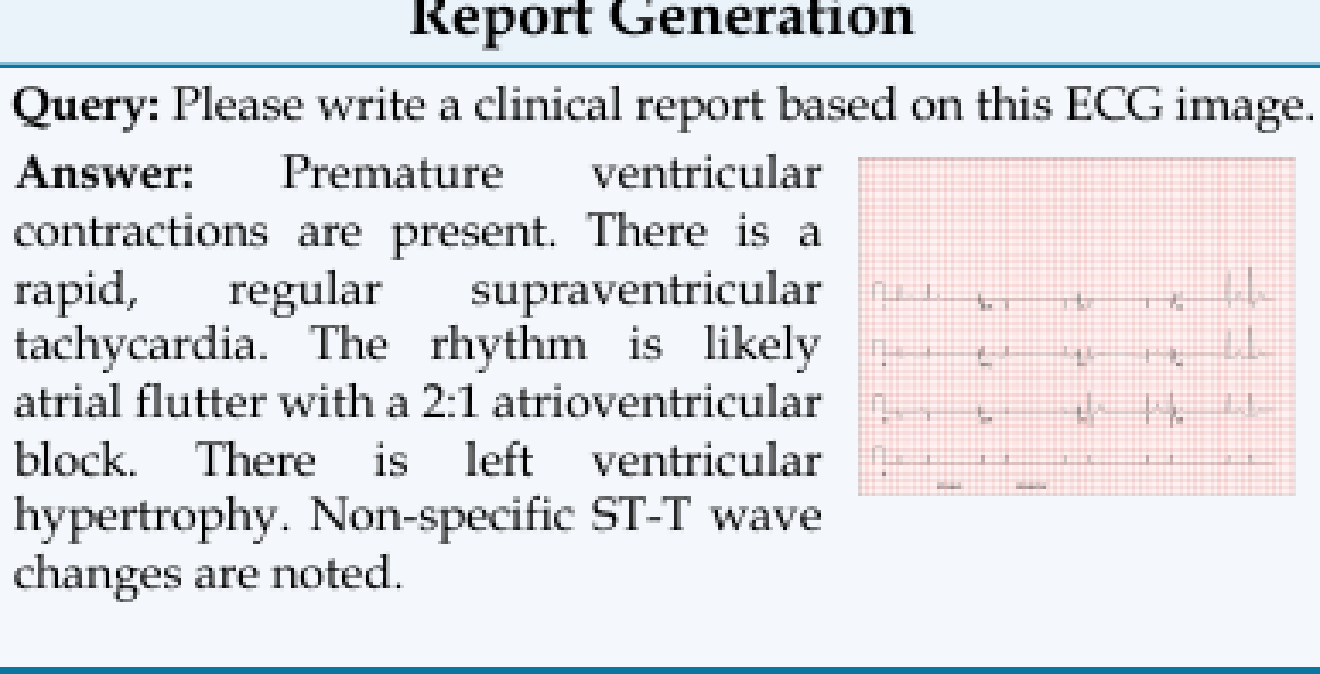 Report Generation
Query: Please write a clinical report based on this ECG image.
Answer: Premature ventricular
contractions are present. There is a
rapid, regular supraventricular
tachycardia. The rhythm is likely
atrial flutter with a 2:1 atrioventricular
block. There is left ventricular
hypertrophy. Non-specific ST-T wave
changes are noted.